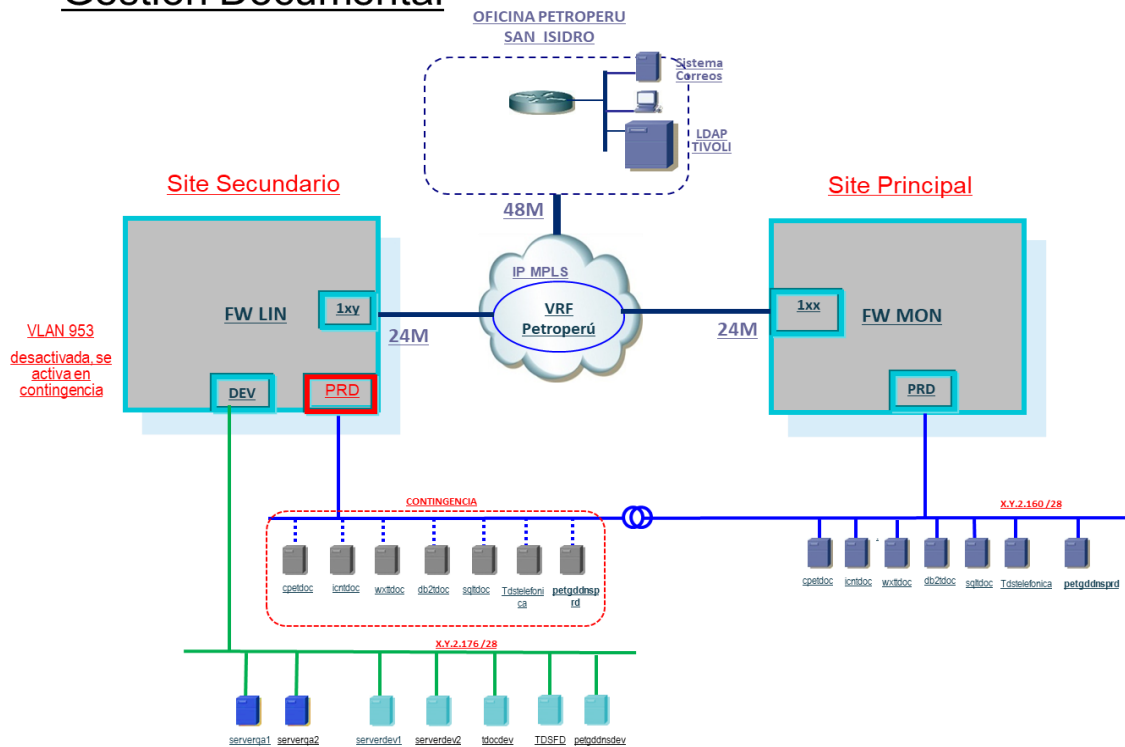 Gestión Documental
OFICINA PETROPERU
SAN ISIDRO
Sistema
Correos
LDAP
TIVOLI
Site Secundario
Site Principal
48M
IP MPLS
VRF
Petroperú
FW LIN
1xy
24M
24M
1xx
FW MON
VLAN 953
desactivada, se
activa en
contingencia
DEV
PRD
PRD
CONTINGENCIA
X.Y.2.160 /28
cpetdoc
icntdoc
wxttdoc
db2tdoc
sqltdoc
Tdstelefoni
ca
petgddnsp
rd
cpetdoc
icntdoc
wxttdoc
db2tdoc
sqltdoc
Tdstelefonica
petgddnsprd
X.Y.2.176 /28
serverqa1
serverqa2
serverdev1
serverdev2
tdocdev
TDSFD
petgddnsdev